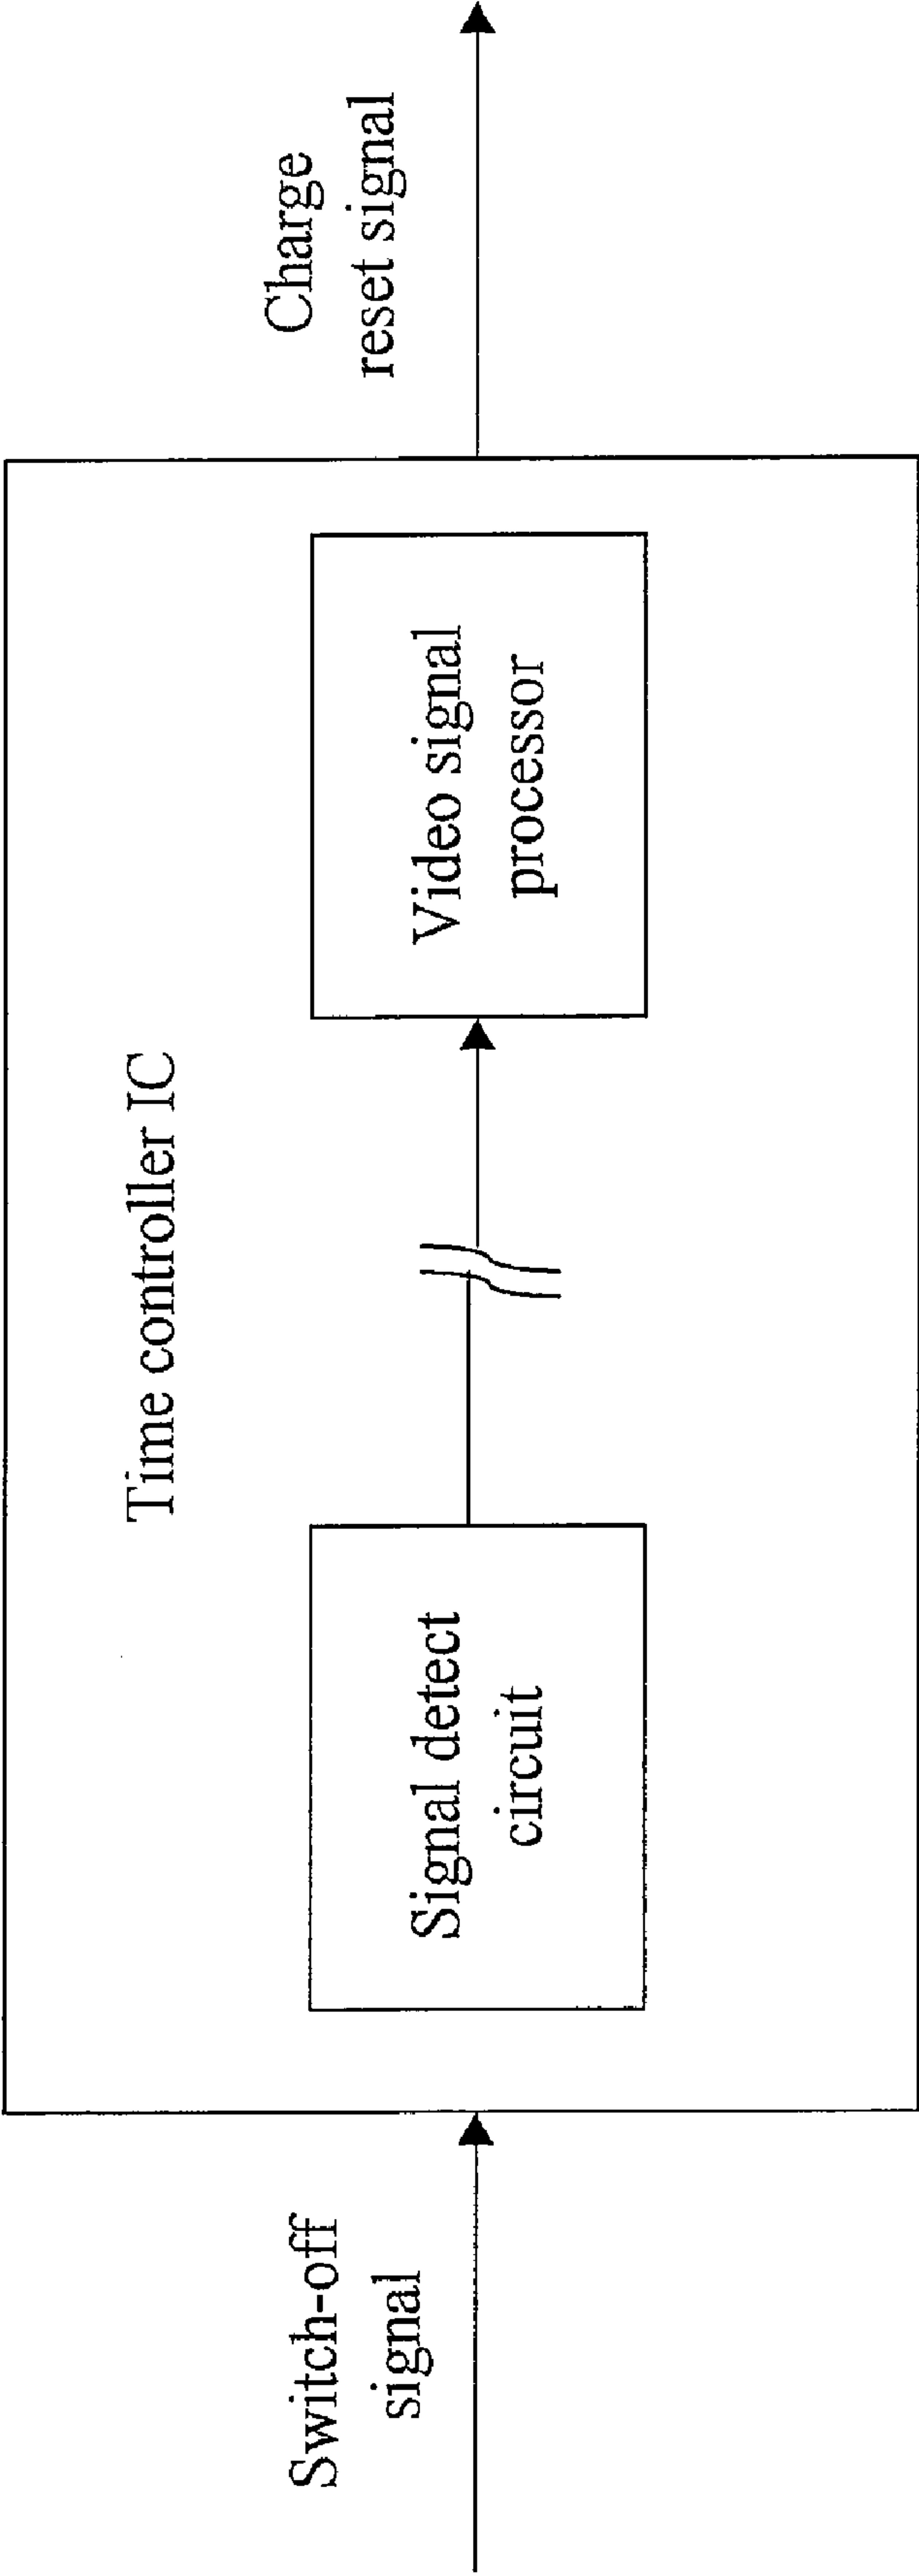 Time controller IC
Switch-off
signal
Signal detect
circuit
Video signal
processor
Charge
reset signal